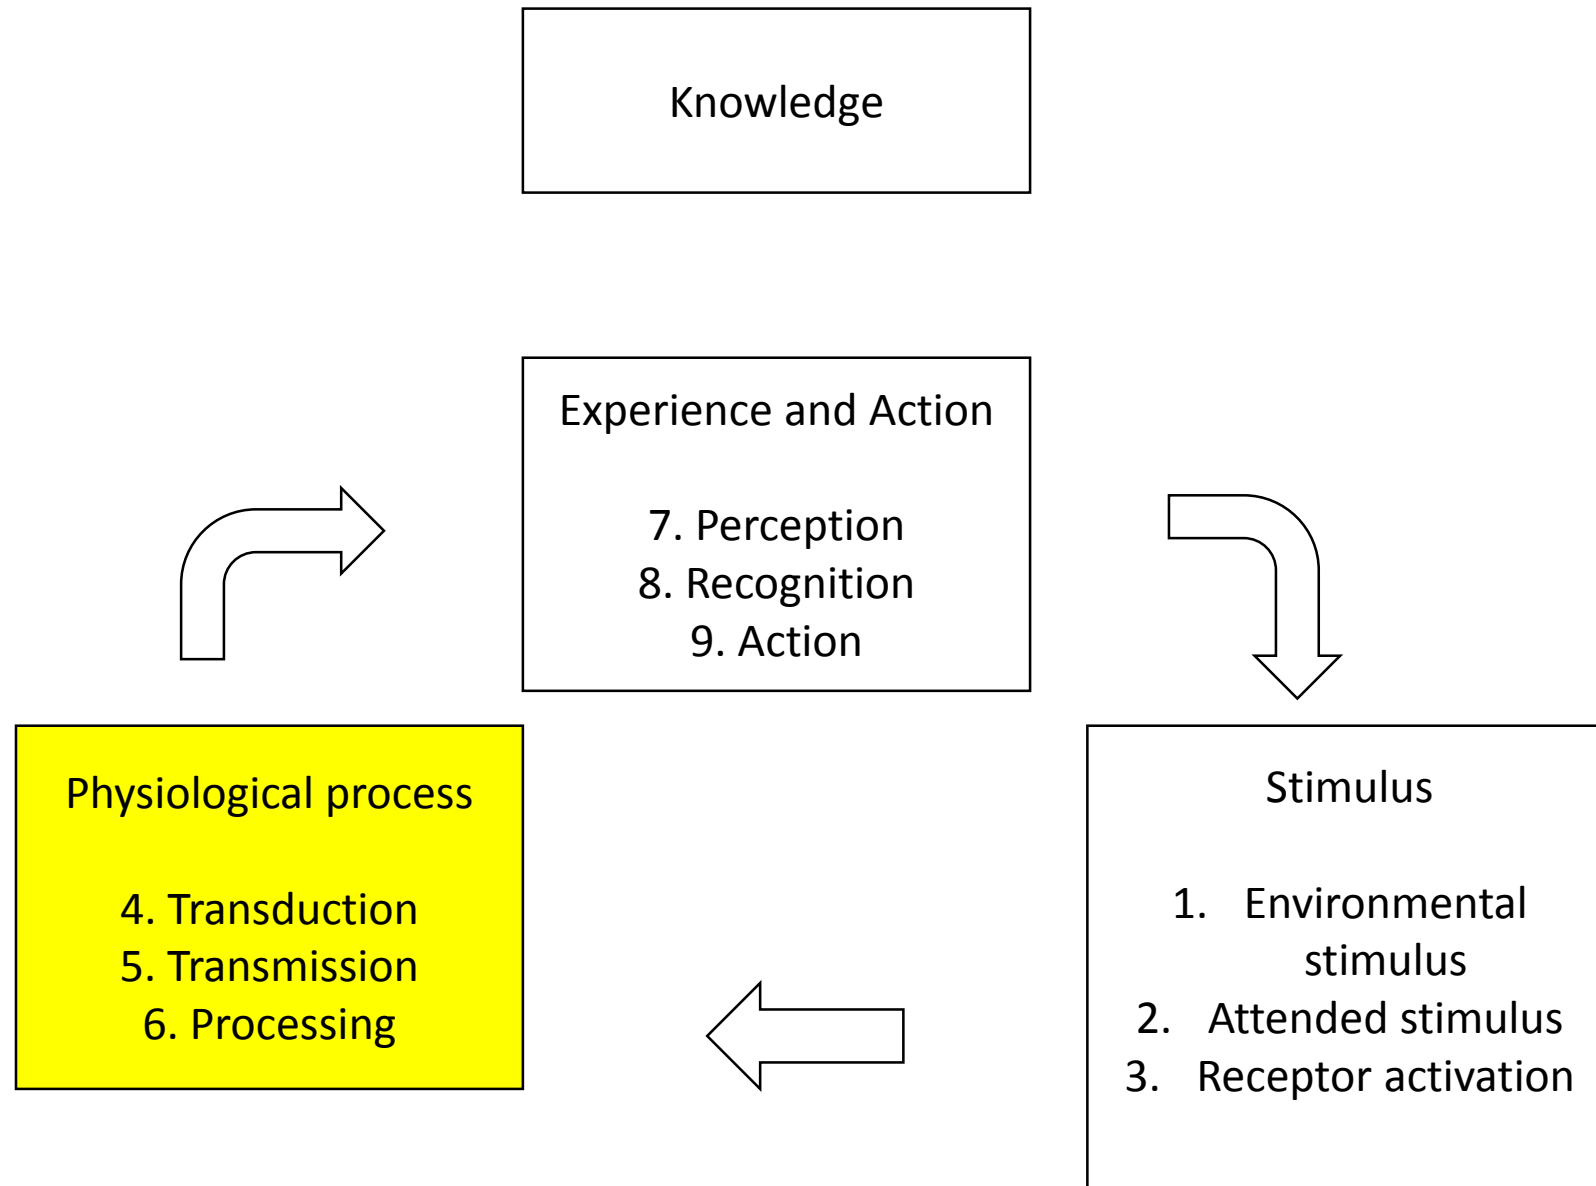 Knowledge
Experience and Action
7. Perception
8. Recognition
9. Action
Physiological process
4. Transduction
5. Transmission
6. Processing
Stimulus
1. Environmental
stimulus
2. Attended stimulus
3. Receptor activation